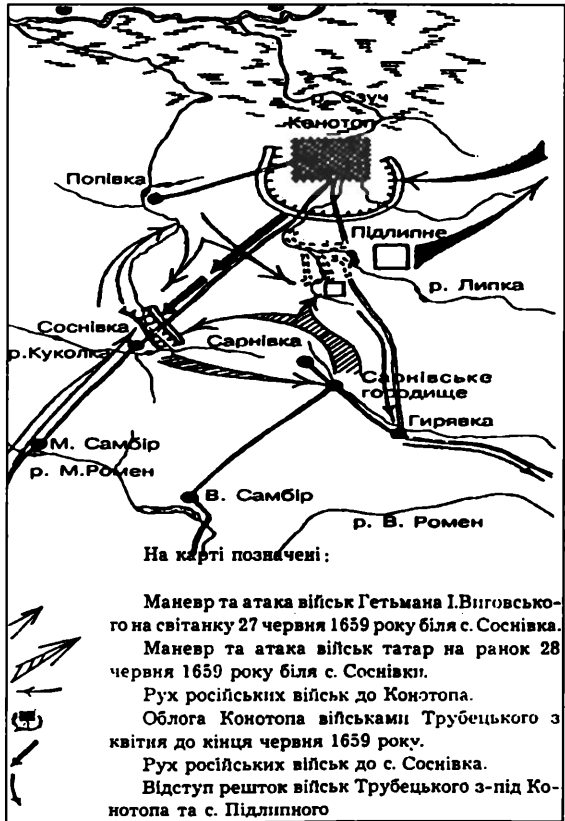 р. Єзуч
Конотоп
Попівка
Підлипне
р. Липка
Соснівка
Сарнівка
р.Куколка
Сарнівське
городище
Гирявка
М. Самбір
р. М.Ромен
В. Самбір
р. В. Ромен
На карті позначені:
Маневр та атака військ Гетьмана І.Виговсько-
го на світанку 27 червня 1659 року біля с. Соснівка.
Маневр та атака військ татар на ранок 28
червня 1659 року біля с. Соснівки.
Рух російських військ до Конотопа.
Облога Конотопа військами Трубецького з
квітня до кінця червня 1659 року.
Рух російських військ до с. Соснівка.
Відступ решток військ Трубецького з-під Ко-
нотопа та с. Підлипного